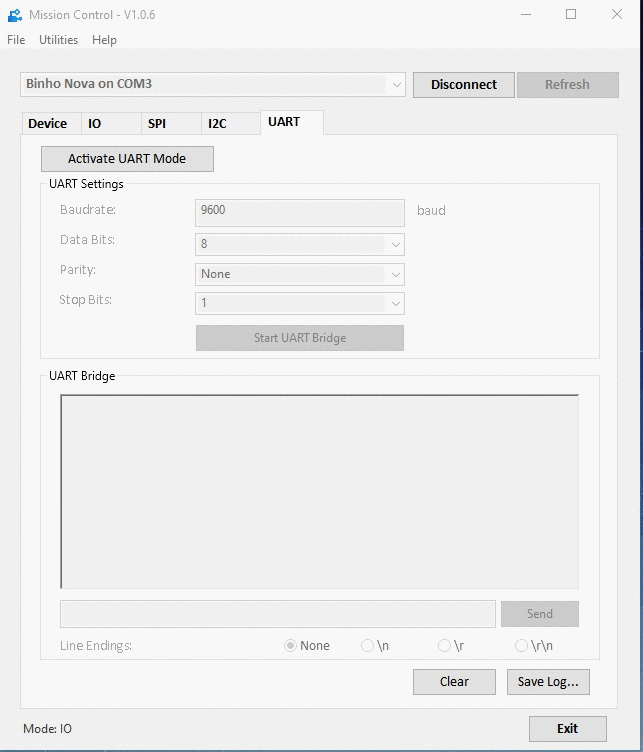 Mission Control - V1.0.6
File Utilities Help
Binho Nova on COM3 Disconnect Refresh
Device IO SPI I2C UART
Activate UART Mode
UART Settings
Baudrate: 9600 baud
Data Bits: 8
Parity: None
Stop Bits: 1
Start UART Bridge
UART Bridge
Send
Line Endings: None \n \r \r\n
Clear Save Log...
Mode: IO Exit